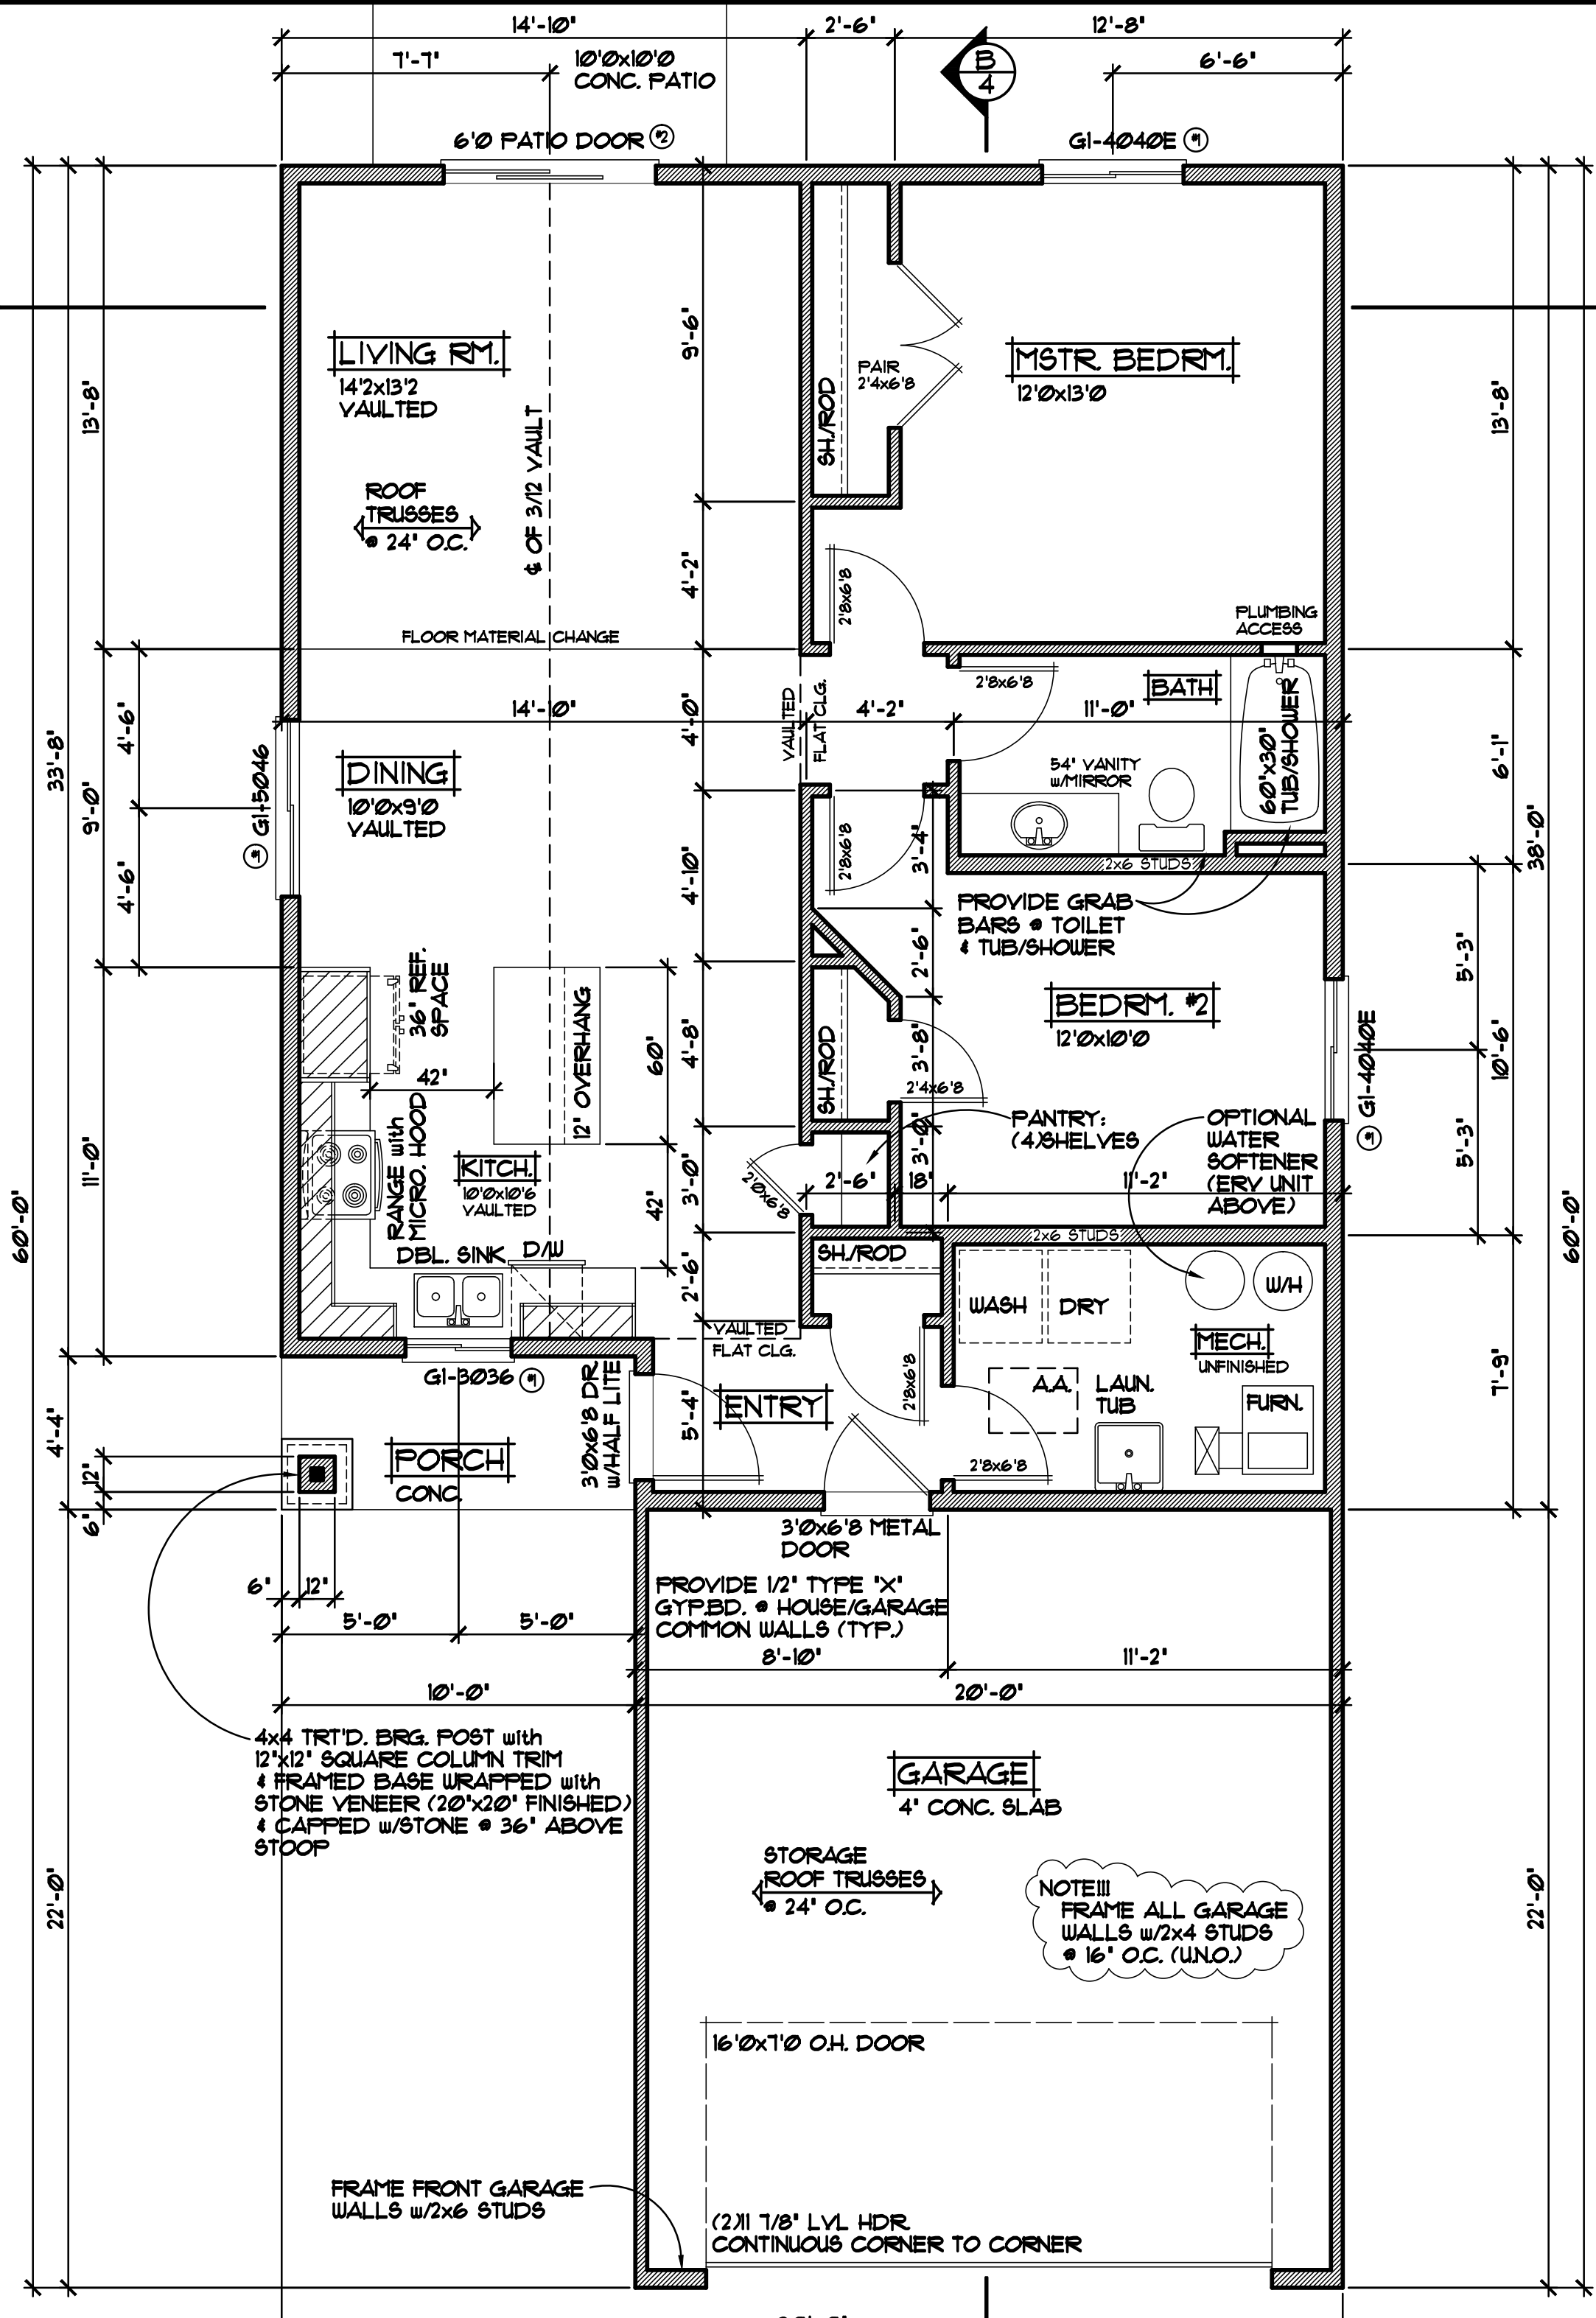 14'-10"
2'-6"
12'-8"
7'-7"
10'0x10'0
CONC. PATIO
B
4
6'-6"
6'0 PATIO DOOR #2
G1-4040E #1
LIVING RM.
14'2x13'2
VAULTED
ROOF
TRUSSES
@ 24" O.C.
℄ OF 3/12 VAULT
9'-6"
SH./ROD
PAIR
2'4x6'8
MSTR. BEDRM.
12'0x13'0
13'-8"
13'-8"
4'-2"
2'8x6'8
PLUMBING
ACCESS
FLOOR MATERIAL CHANGE
14'-10"
4'-0"
VAULTED
FLAT CLG.
4'-2"
2'8x6'8
BATH
11'-0"
60"x30"
TUB/SHOWER
54" VANITY
w/MIRROR
2x6 STUDS
6'-1"
33'-8"
9'-0"
4'-6"
4'-6"
G1-5046
#1
DINING
10'0x9'0
VAULTED
4'-10"
2'8x6'8
3'-4"
38'-0"
PROVIDE GRAB
BARS @ TOILET
& TUB/SHOWER
2'-6"
36" REF.
SPACE
42"
12" OVERHANG
60"
4'-8"
SH./ROD
3'-8"
2'4x6'8
BEDRM. #2
12'0x10'0
5'-3"
10'-6"
5'-3"
G1-4040E
#1
11'-0"
RANGE with
MICRO. HOOD
KITCH.
10'0x10'6
VAULTED
42"
3'-0"
2'0x6'8
3'-0"
PANTRY:
(4)SHELVES
OPTIONAL
WATER
SOFTENER
(ERV UNIT
ABOVE)
2'-6"
18"
11'-2"
60'-0"
60'-0"
DBL. SINK
D/W
2'-6"
SH./ROD
2x6 STUDS
WASH
DRY
W/H
MECH.
UNFINISHED
VAULTED
FLAT CLG.
G1-3036 #1
3'0x6'8 DR
w/HALF LITE
5'-4"
ENTRY
2'8x6'8
A.A.
LAUN.
TUB
FURN.
2'8x6'8
7'-9"
4'-4"
12"
6"
PORCH
CONC.
3'0x6'8 METAL
DOOR
6"
12"
PROVIDE 1/2" TYPE "X"
GYP.BD. @ HOUSE/GARAGE
COMMON WALLS (TYP.)
5'-0"
5'-0"
8'-10"
11'-2"
10'-0"
20'-0"
4x4 TRT'D. BRG. POST with
12"x12" SQUARE COLUMN TRIM
& FRAMED BASE WRAPPED with
STONE VENEER (20"x20" FINISHED)
& CAPPED w/STONE @ 36" ABOVE
STOOP
GARAGE
4" CONC. SLAB
STORAGE
ROOF TRUSSES
@ 24" O.C.
NOTE!!!
FRAME ALL GARAGE
WALLS w/2x4 STUDS
@ 16" O.C. (U.N.O.)
22'-0"
22'-0"
16'0x7'0 O.H. DOOR
FRAME FRONT GARAGE
WALLS w/2x6 STUDS
(2)11 7/8" LVL HDR
CONTINUOUS CORNER TO CORNER